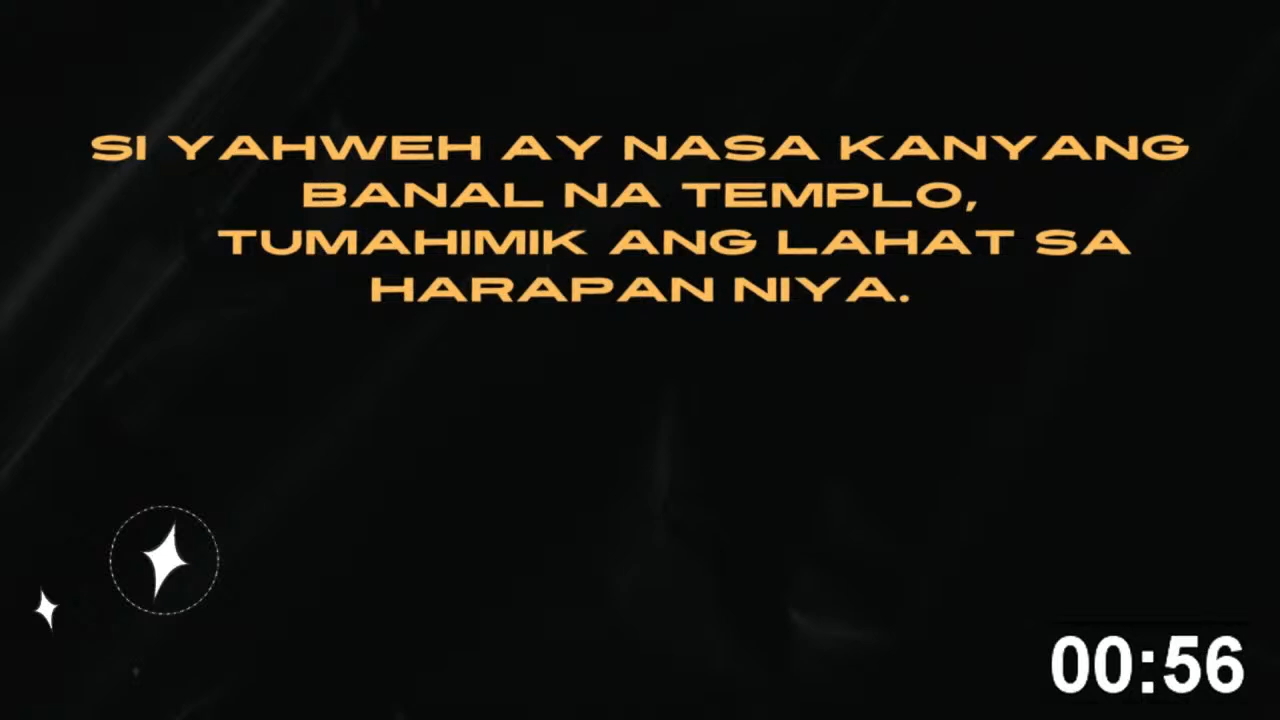 SI YAHWEH AY NASA KANYANG
BANAL NA TEMPLO,
TUMAHIMIK ANG LAHAT SA
HARAPAN NIYA.
00:56